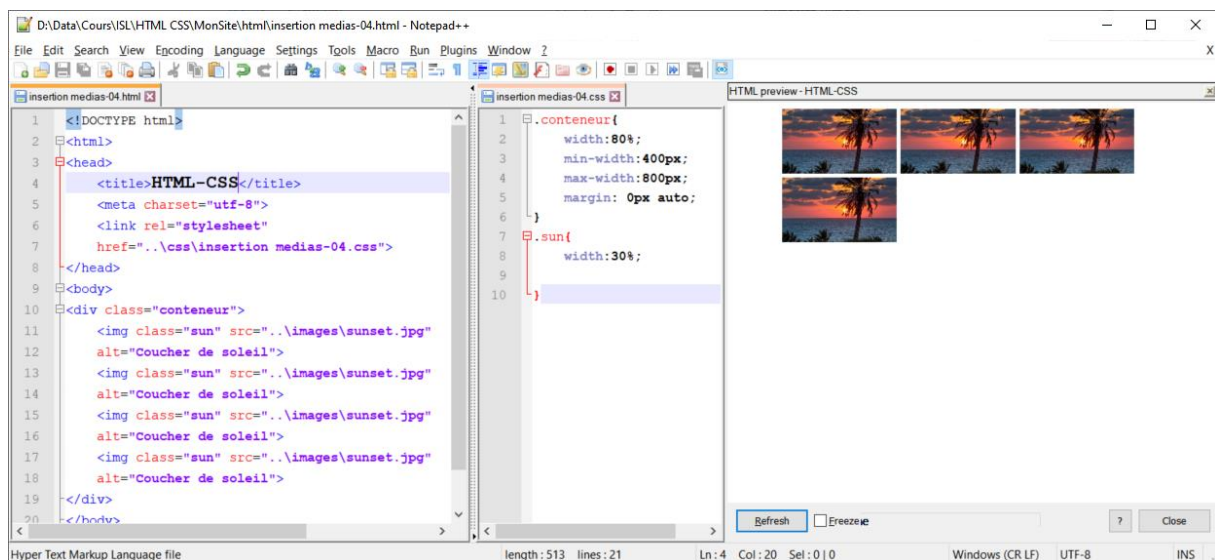 D:\Data\Cours\ISL\HTML CSS\MonSite\html\insertion medias-04.html - Notepad++
File Edit Search View Encoding Language Settings Tools Macro Run Plugins Window ?
X
insertion medias-04.html
1 <!DOCTYPE html>
2 <html>
3 <head>
4 <title>HTML-CSS</title>
5 <meta charset="utf-8">
6 <link rel="stylesheet"
7 href="..\css\insertion medias-04.css">
8 </head>
9 <body>
10 <div class="conteneur">
11 <img class="sun" src="..\images\sunset.jpg"
12 alt="Coucher de soleil">
13 <img class="sun" src="..\images\sunset.jpg"
14 alt="Coucher de soleil">
15 <img class="sun" src="..\images\sunset.jpg"
16 alt="Coucher de soleil">
17 <img class="sun" src="..\images\sunset.jpg"
18 alt="Coucher de soleil">
19 </div>
20 </body>
insertion medias-04.css
1 .conteneur{
2 width:80%;
3 min-width:400px;
4 max-width:800px;
5 margin: 0px auto;
6 }
7 .sun{
8 width:30%;
9
10 }
HTML preview - HTML-CSS
Refresh Freeze ? Close
Hyper Text Markup Language file length : 513 lines : 21 Ln : 4 Col : 20 Sel : 0 | 0 Windows (CR LF) UTF-8 INS